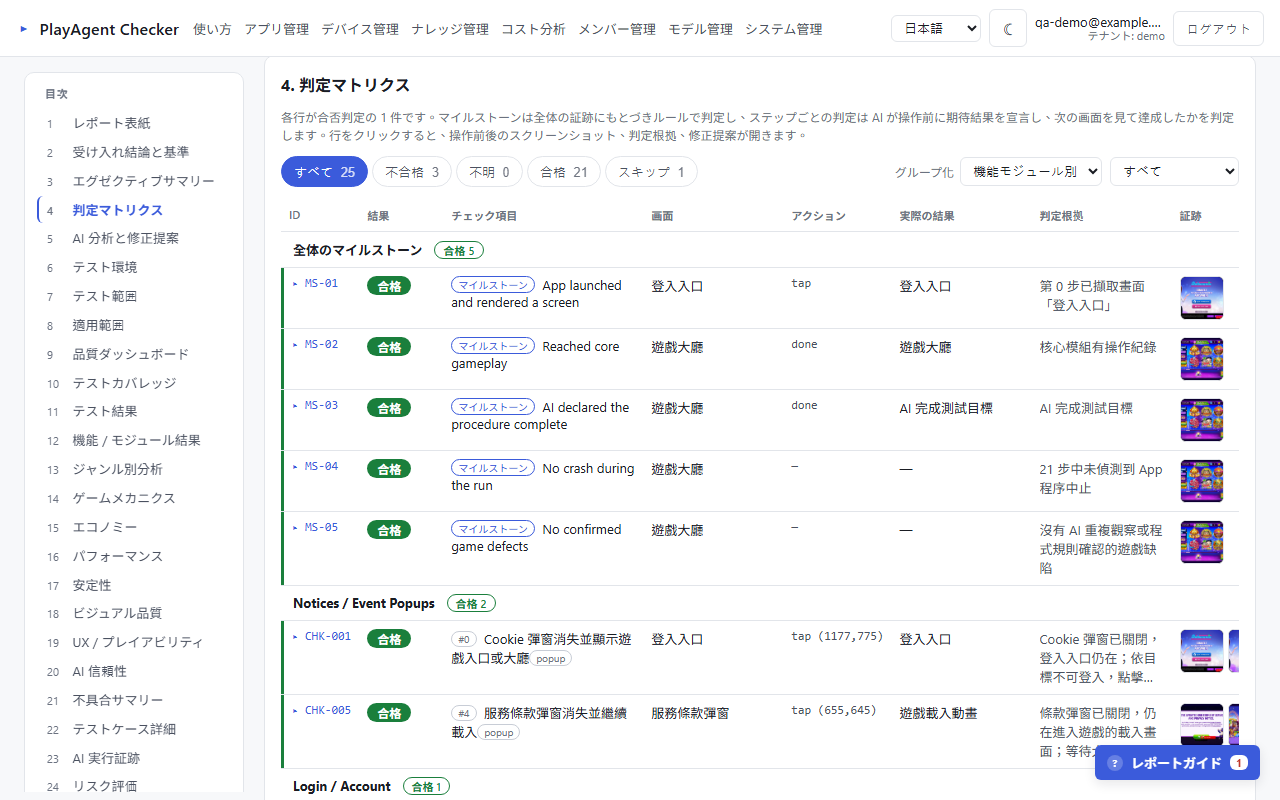 ▸ PlayAgent Checker 使い方 アプリ管理 デバイス管理 ナレッジ管理 コスト分析 メンバー管理 モデル管理 システム管理 日本語 qa-demo@example.... ログアウト
テナント: demo
目次
1 レポート表紙
2 受け入れ結論と基準
3 エグゼクティブサマリー
4 判定マトリクス
5 AI 分析と修正提案
6 テスト環境
7 テスト範囲
8 適用範囲
9 品質ダッシュボード
10 テストカバレッジ
11 テスト結果
12 機能 / モジュール結果
13 ジャンル別分析
14 ゲームメカニクス
15 エコノミー
16 パフォーマンス
17 安定性
18 ビジュアル品質
19 UX / プレイアビリティ
20 AI 信頼性
21 不具合サマリー
22 テストケース詳細
23 AI 実行証跡
24 リスク評価
4. 判定マトリクス
各行が合否判定の 1 件です。マイルストーンは全体の証跡にもとづきルールで判定し、ステップごとの判定は AI が操作前に期待結果を宣言し、次の画面を見て達成したかを判定
します。行をクリックすると、操作前後のスクリーンショット、判定根拠、修正提案が開きます。
すべて 25 不合格 3 不明 0 合格 21 スキップ 1 グループ化 機能モジュール別 すべて
ID 結果 チェック項目 画面 アクション 実際の結果 判定根拠 証跡
全体のマイルストーン 合格 5
▸ MS-01 合格 マイルストーン App launched 登入入口 tap 登入入口 第 0 步已擷取畫面
and rendered a screen 「登入入口」
▸ MS-02 合格 マイルストーン Reached core 遊戲大廳 done 遊戲大廳 核心模組有操作紀錄
gameplay
▸ MS-03 合格 マイルストーン AI declared the 遊戲大廳 done AI 完成測試目標 AI 完成測試目標
procedure complete
▸ MS-04 合格 マイルストーン No crash during 遊戲大廳 — — 21 步中未偵測到 App
the run 程序中止
▸ MS-05 合格 マイルストーン No confirmed 遊戲大廳 — — 沒有 AI 重複觀察或程
game defects 式規則確認的遊戲缺
陷
Notices / Event Popups 合格 2
▸ CHK-001 合格 #0 Cookie 彈窗消失並顯示遊 登入入口 tap (1177,775) 登入入口 Cookie 彈窗已關閉，
戲入口或大廳 popup 登入入口仍在；依目
標不可登入，點擊...
▸ CHK-005 合格 #4 服務條款彈窗消失並繼續 服務條款彈窗 tap (655,645) 遊戲載入動畫 條款彈窗已關閉，仍
載入 popup 在進入遊戲的載入畫
面；等待
Login / Account 合格 1
? レポートガイド 1